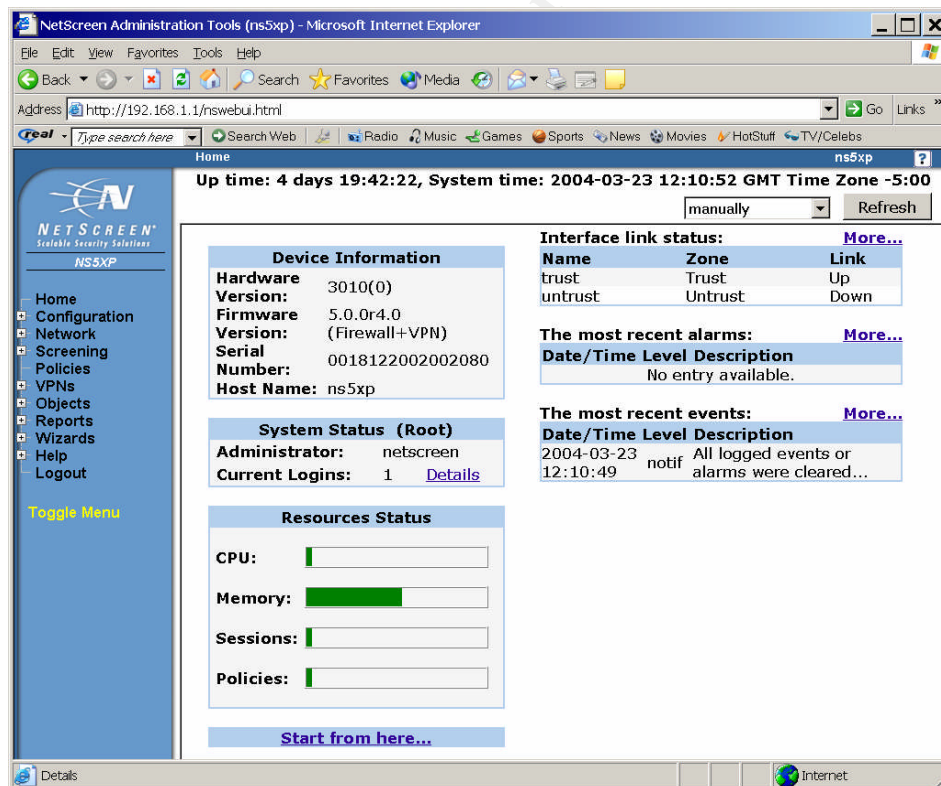 NetScreen Administration Tools (ns5xp) - Microsoft Internet Explorer
File Edit View Favorites Tools Help
Back Search Favorites Media
Address http://192.168.1.1/nswebui.html Go Links »
real Type search here Search Web Radio Music Games Sports News Movies HotStuff TV/Celebs
Home ns5xp ?
Up time: 4 days 19:42:22, System time: 2004-03-23 12:10:52 GMT Time Zone -5:00
manually Refresh
N
NETSCREEN
Scalable Security Solutions
NS5XP
Home
Configuration
Network
Screening
Policies
VPNs
Objects
Reports
Wizards
Help
Logout
Toggle Menu
Device Information
Hardware Version: 3010(0)
Firmware Version: 5.0.0r4.0 (Firewall+VPN)
Serial Number: 0018122002002080
Host Name: ns5xp
System Status (Root)
Administrator: netscreen
Current Logins: 1 Details
Resources Status
CPU:
Memory:
Sessions:
Policies:
Start from here...
Interface link status: More...
Name Zone Link
trust Trust Up
untrust Untrust Down
The most recent alarms: More...
Date/Time Level Description
No entry available.
The most recent events: More...
Date/Time Level Description
2004-03-23 12:10:49 notif All logged events or alarms were cleared...
Details Internet